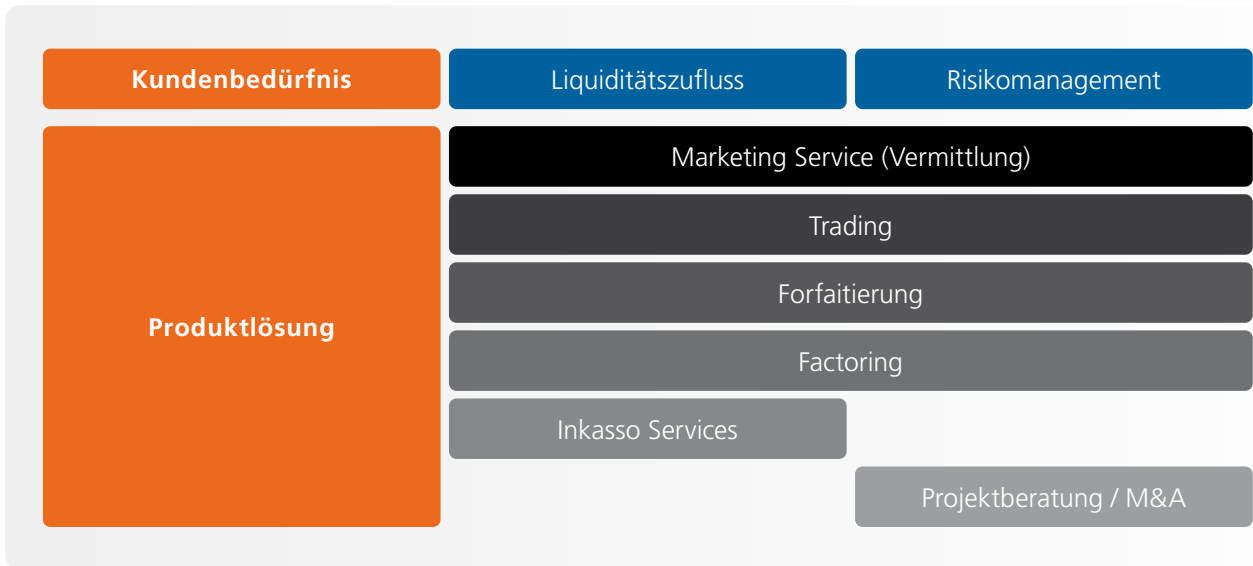 Kundenbedürfnis
Liquiditätszufluss
Risikomanagement
Produktlösung
Marketing Service (Vermittlung)
Trading
Forfaitierung
Factoring
Inkasso Services
Projektberatung / M&A